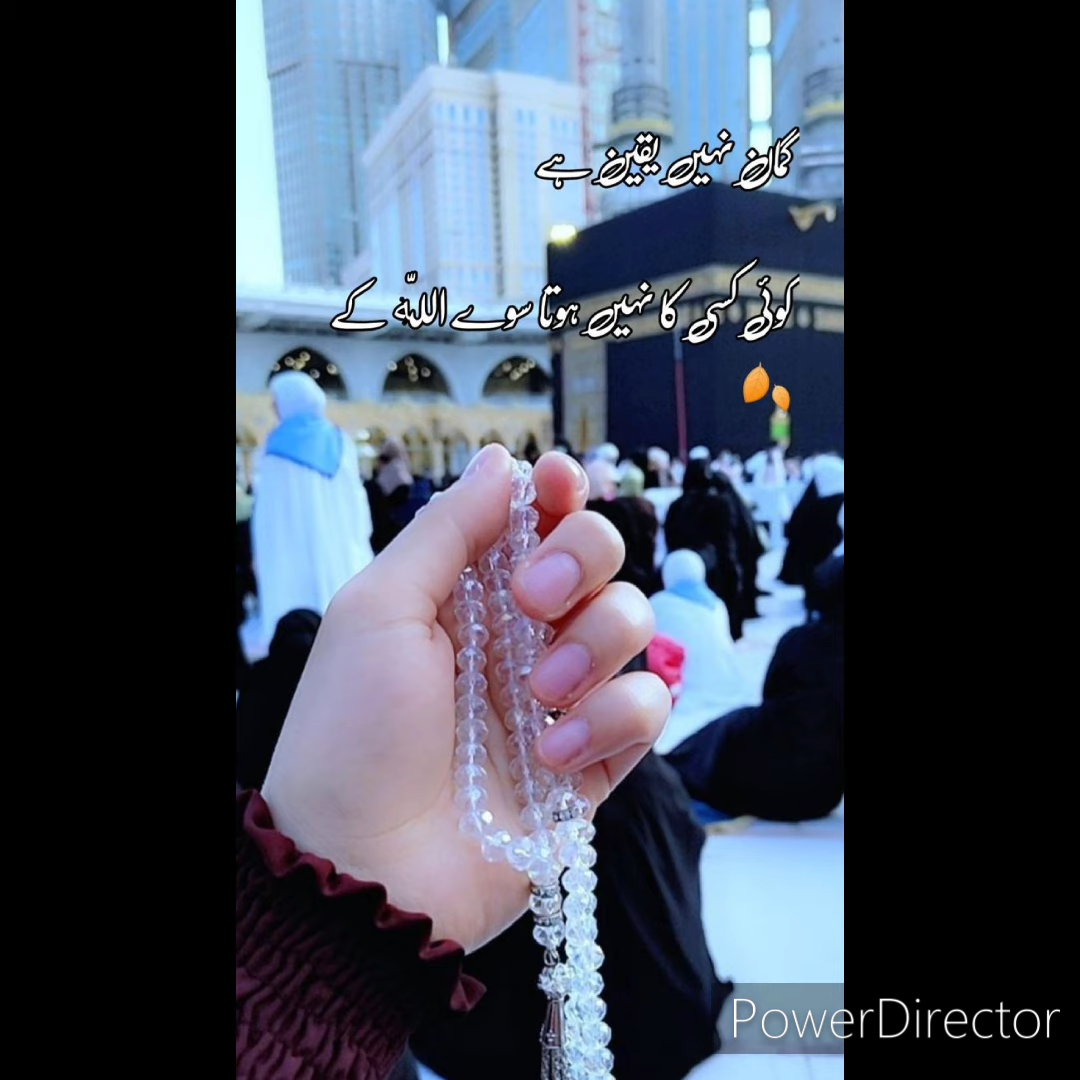 گمان نہیں یقین ہے
کوئی کسی کا نہیں ہوتا سوے اللہ کے
PowerDirector